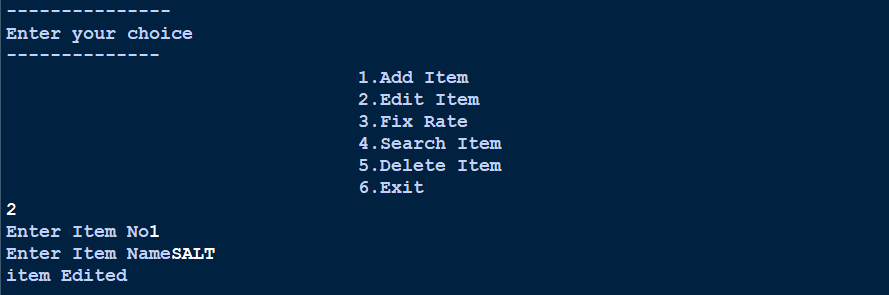 ---------------
Enter your choice
--------------
1.Add Item
2.Edit Item
3.Fix Rate
4.Search Item
5.Delete Item
6.Exit
2
Enter Item No1
Enter Item NameSALT
item Edited